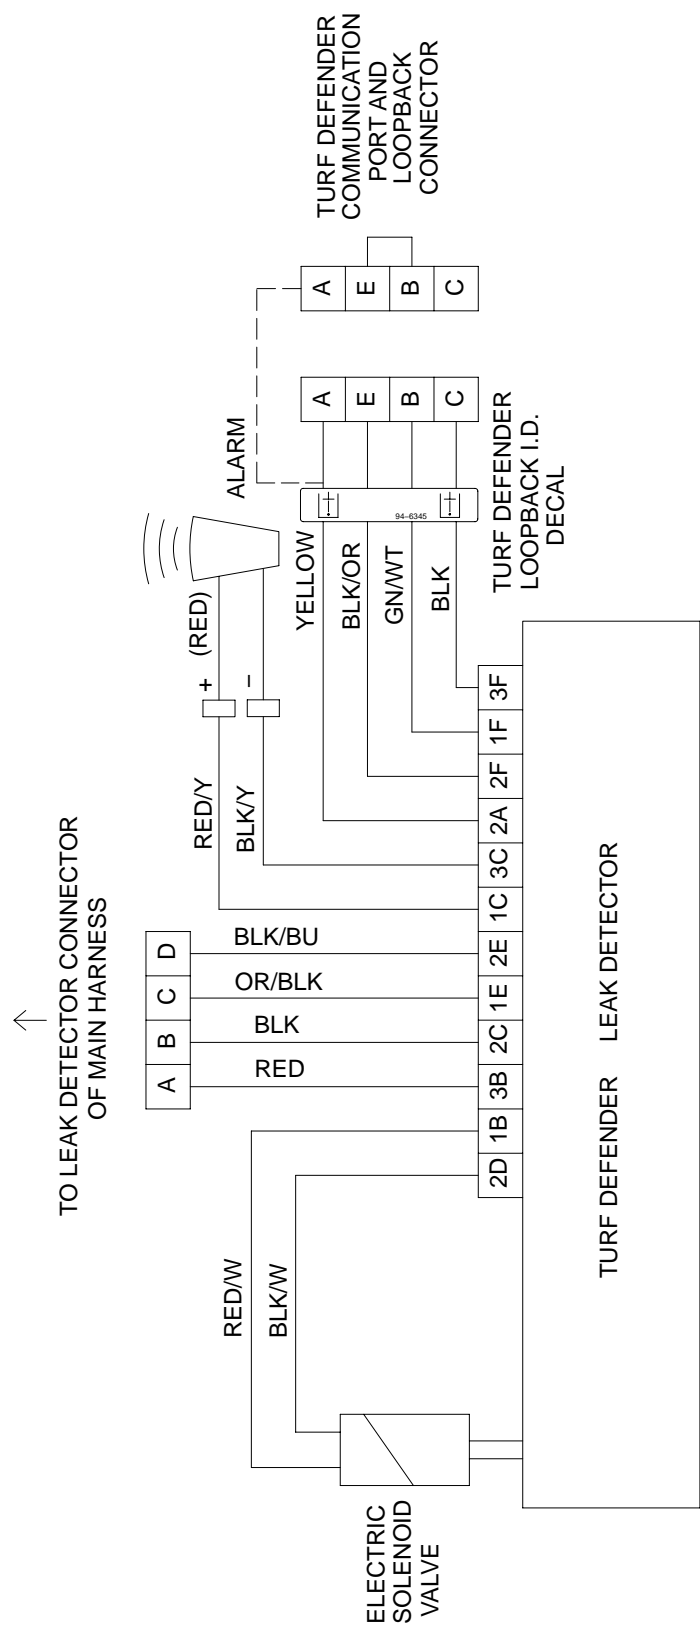 TO LEAK DETECTOR CONNECTOR
OF MAIN HARNESS
A
B
C
D
RED
BLK
OR/BLK
BLK/BU
RED/W
BLK/W
RED/Y
BLK/Y
+
–
(RED)
ALARM
YELLOW
BLK/OR
GN/WT
BLK
94–6345
A
E
B
C
A
E
B
C
TURF DEFENDER
COMMUNICATION
PORT AND
LOOPBACK
CONNECTOR
TURF DEFENDER
LOOPBACK I.D.
DECAL
ELECTRIC
SOLENOID
VALVE
2D
1B
3B
2C
1E
2E
1C
3C
2A
2F
1F
3F
TURF DEFENDER LEAK DETECTOR